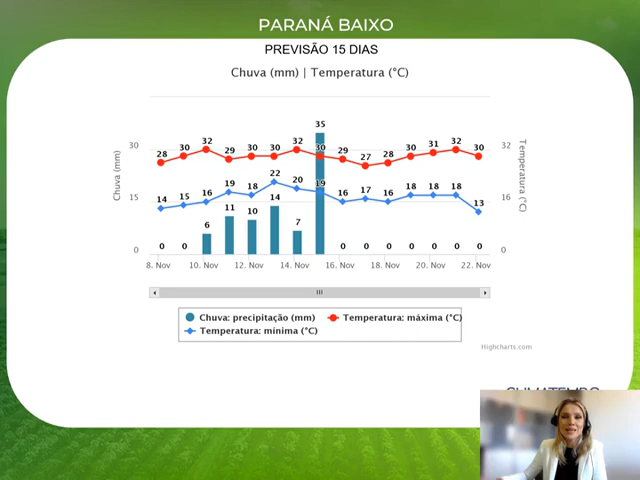 PARANÁ BAIXO
PREVISÃO 15 DIAS
Chuva (mm) | Temperatura (°C)
35
30 28 30 32 29 30 30 32 30 29 27 28 30 31 32 30 32
Chuva (mm)
Temperatura (°C)
15 14 15 16 19 18 22 20 19 16 17 16 18 18 18 13 16
0 0 0 6 11 10 14 7 0 0 0 0 0 0 0 0
8. Nov 10. Nov 12. Nov 14. Nov 16. Nov 18. Nov 20. Nov 22. Nov
Chuva: precipitação (mm) Temperatura: máxima (°C)
Temperatura: mínima (°C)
Highcharts.com